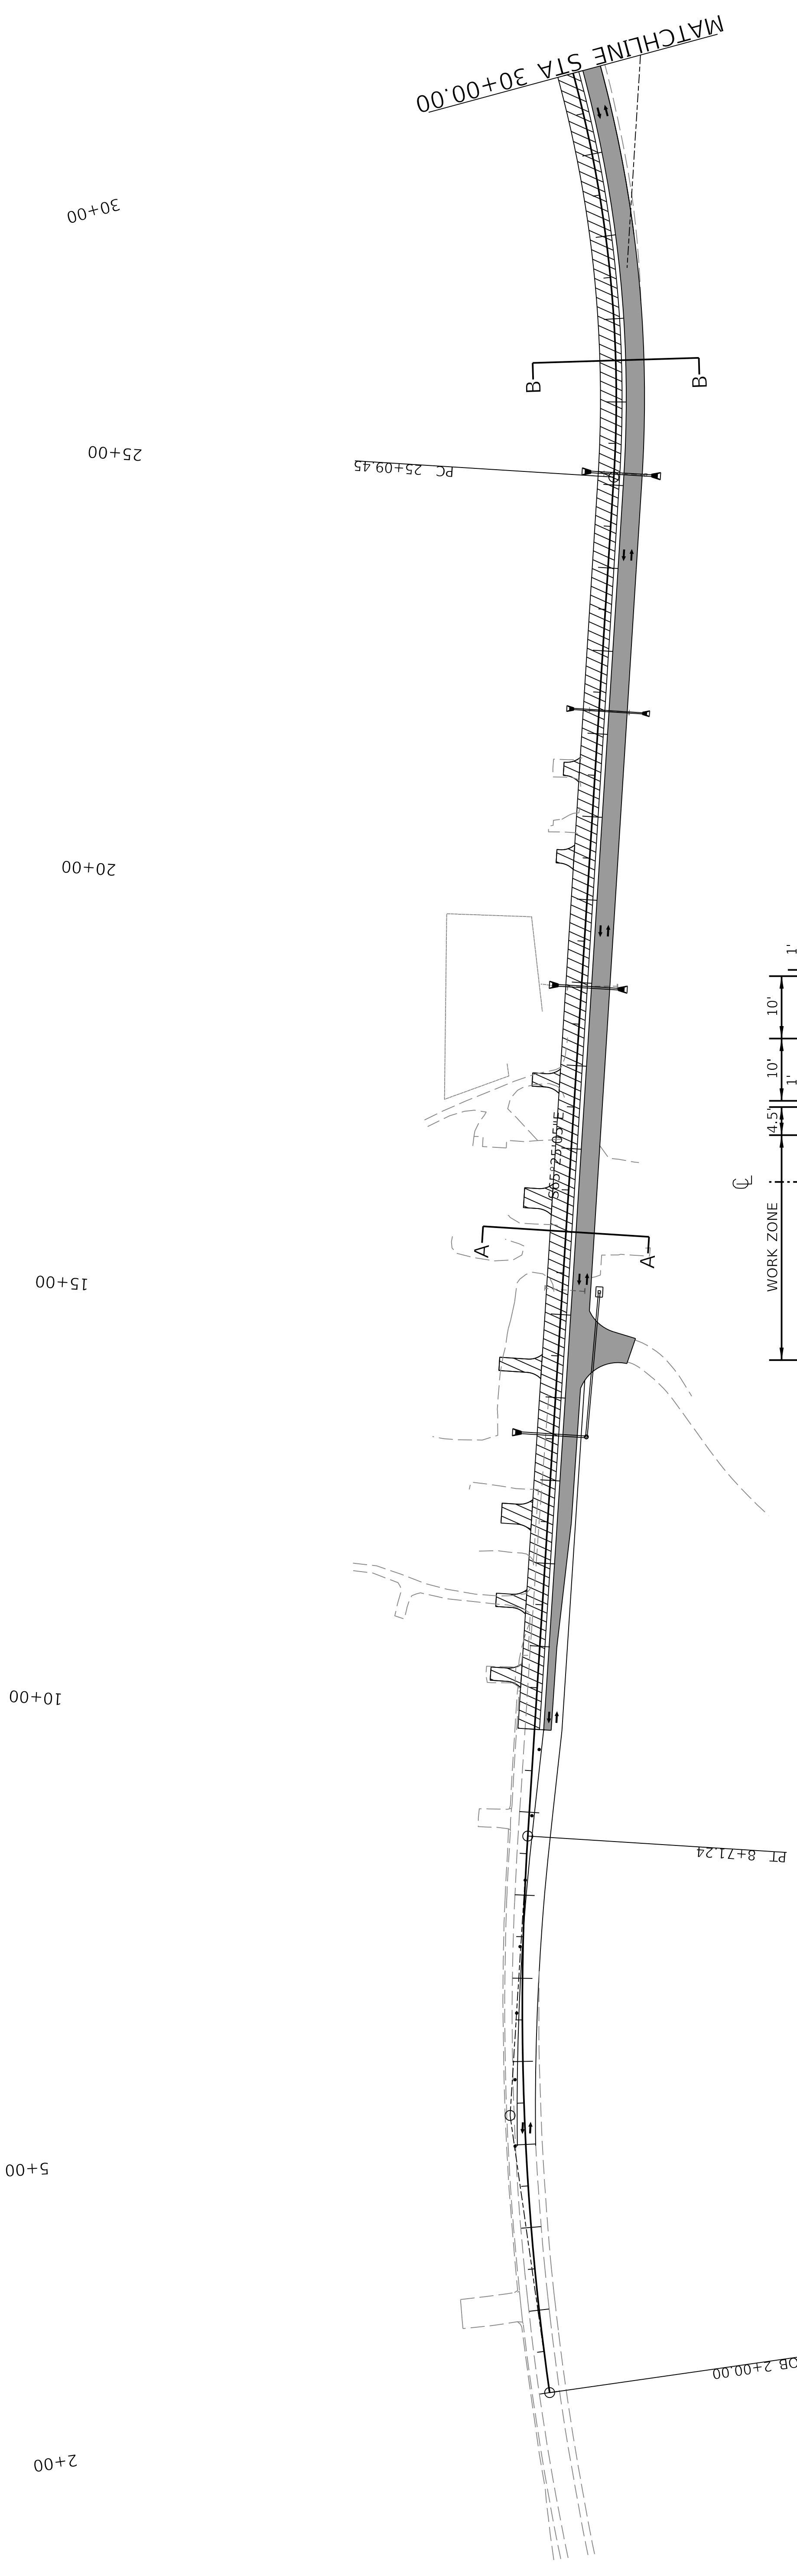 MATCHLINE STA 30+00.00
30+00
B
B
25+00
PC 25+09.45
20+00
1'
10'
10'
1'
4.5'
S65°25'05"E
℄
WORK ZONE
A
A
15+00
10+00
PT 8+71.24
5+00
OB 2+00.00
2+00